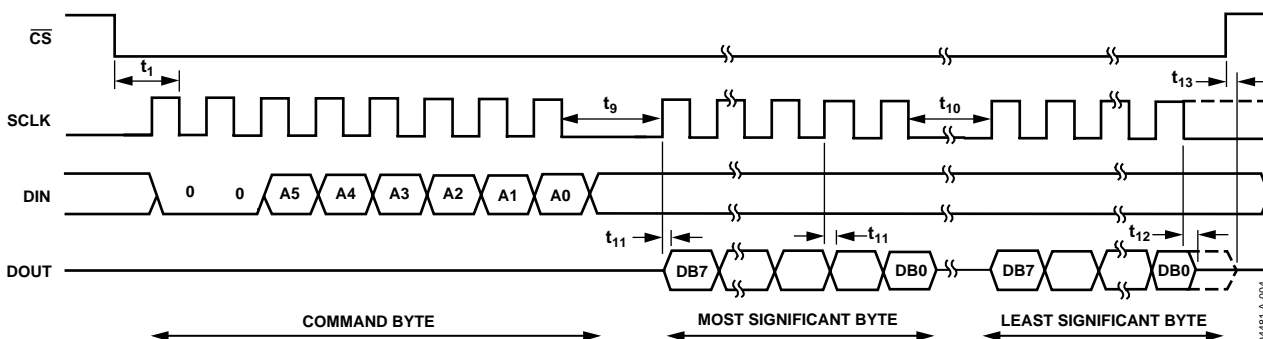 CS
t1
t13
SCLK
t9
t10
DIN
0 0 A5 A4 A3 A2 A1 A0
t11
t11
t12
DOUT
DB7 DB0 DB7 DB0
COMMAND BYTE MOST SIGNIFICANT BYTE LEAST SIGNIFICANT BYTE